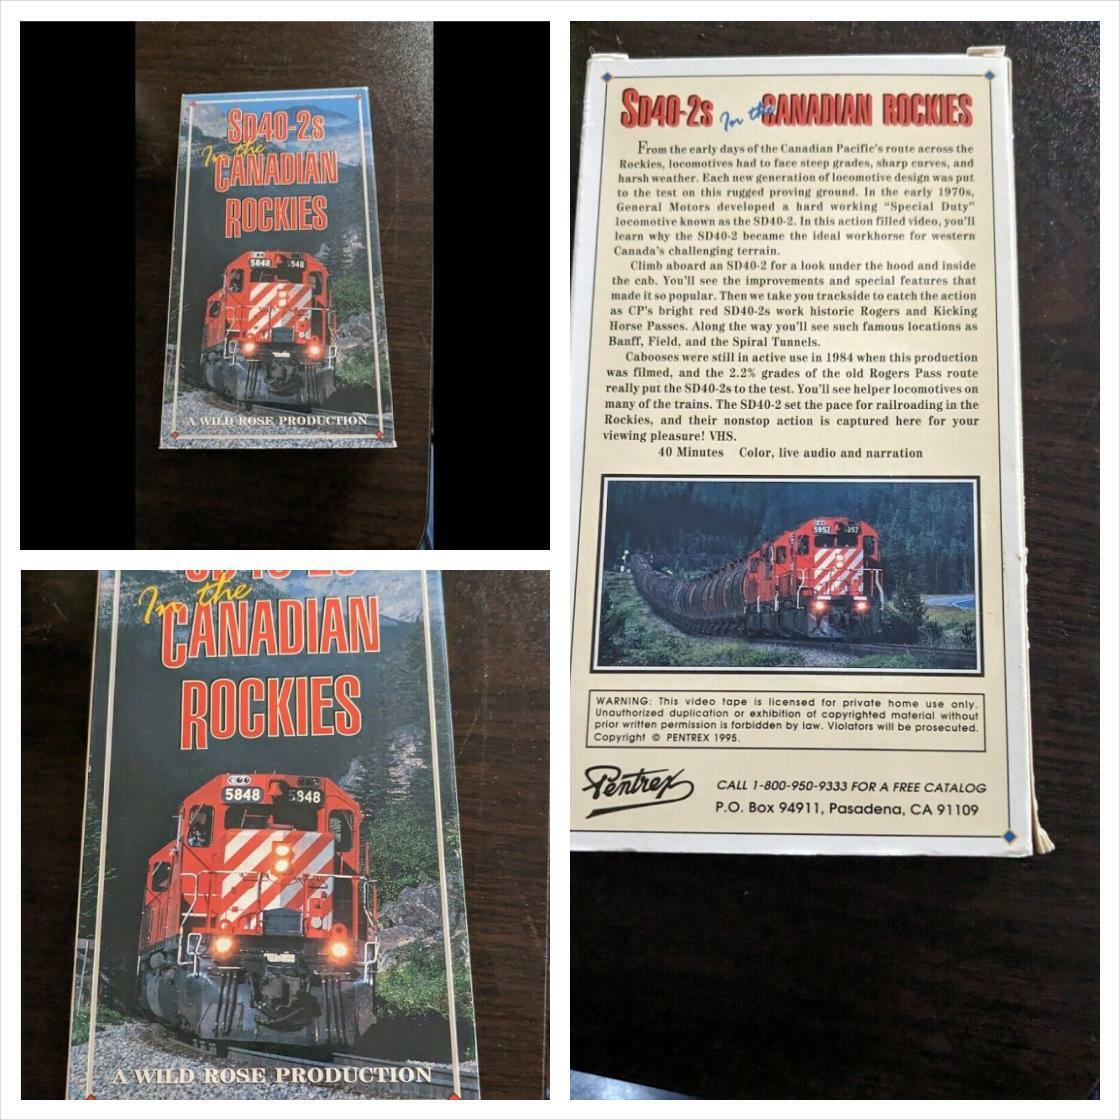 SD40-2s
In the
CANADIAN
ROCKIES
5848 5848
A WILD ROSE PRODUCTION
In the
CANADIAN
ROCKIES
5848 5848
A WILD ROSE PRODUCTION
SD40-2s In the CANADIAN ROCKIES
From the early days of the Canadian Pacific's route across the
Rockies, locomotives had to face steep grades, sharp curves, and
harsh weather. Each new generation of locomotive design was put
to the test on this rugged proving ground. In the early 1970s,
General Motors developed a hard working "Special Duty"
locomotive known as the SD40-2. In this action filled video, you'll
learn why the SD40-2 became the ideal workhorse for western
Canada's challenging terrain.
Climb aboard an SD40-2 for a look under the hood and inside
the cab. You'll see the improvements and special features that
made it so popular. Then we take you trackside to catch the action
as CP's bright red SD40-2s work historic Rogers and Kicking
Horse Passes. Along the way you'll see such famous locations as
Banff, Field, and the Spiral Tunnels.
Cabooses were still in active use in 1984 when this production
was filmed, and the 2.2% grades of the old Rogers Pass route
really put the SD40-2s to the test. You'll see helper locomotives on
many of the trains. The SD40-2 set the pace for railroading in the
Rockies, and their nonstop action is captured here for your
viewing pleasure! VHS.
40 Minutes Color, live audio and narration
5957 5957
WARNING: This video tape is licensed for private home use only.
Unauthorized duplication or exhibition of copyrighted material without
prior written permission is forbidden by law. Violators will be prosecuted.
Copyright © PENTREX 1995.
Pentrex
CALL 1-800-950-9333 FOR A FREE CATALOG
P.O. Box 94911, Pasadena, CA 91109